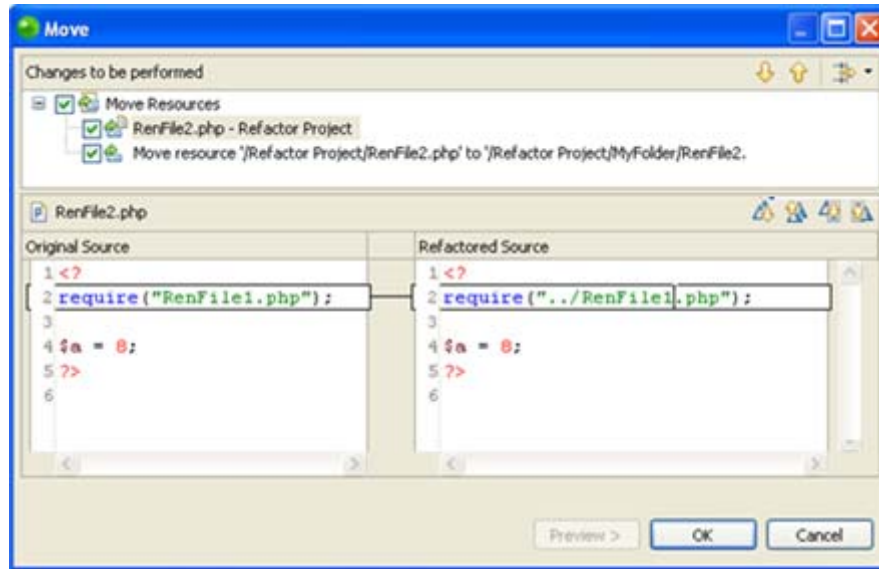 Move
Changes to be performed
Move Resources
RenFile2.php - Refactor Project
Move resource '/Refactor Project/RenFile2.php' to '/Refactor Project/MyFolder/RenFile2.
RenFile2.php
Original Source
Refactored Source
1 <?
2 require("RenFile1.php");
3
4 $a = 8;
5 ?>
6
1 <?
2 require("../RenFile1.php");
3
4 $a = 8;
5 ?>
6
Preview >
OK
Cancel